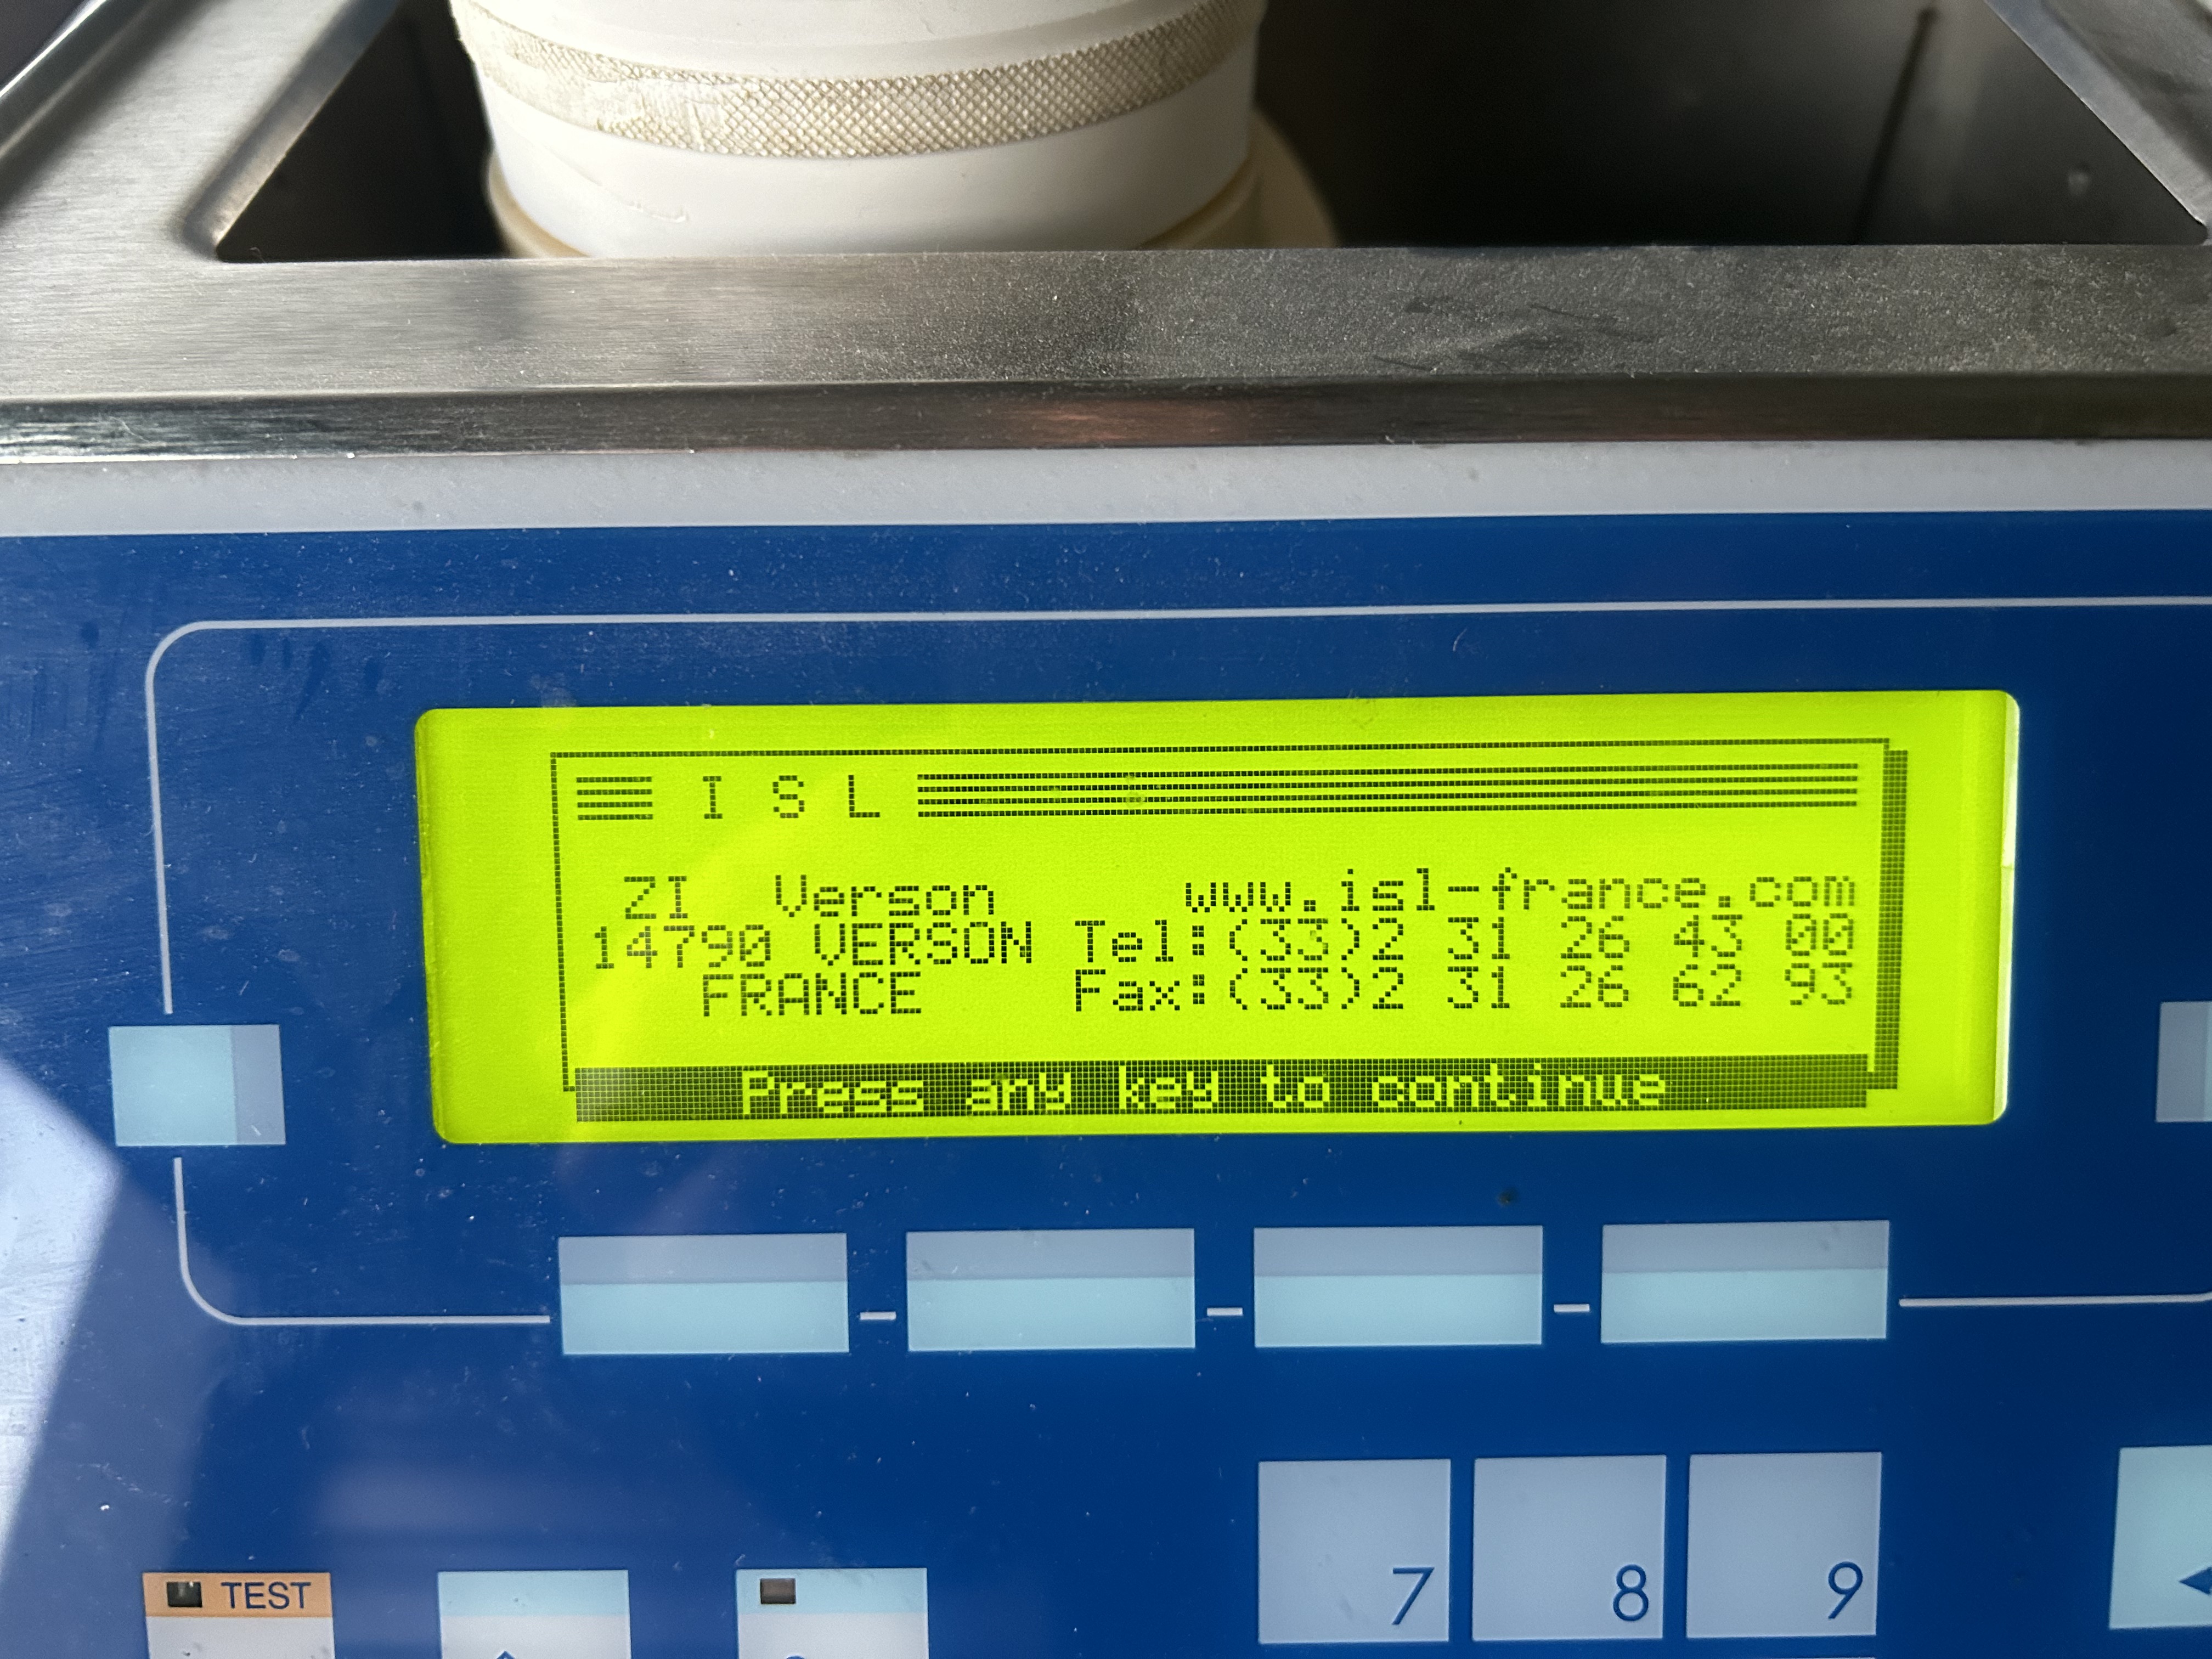 I S L
ZI Verson www.isl-france.com
14790 VERSON Tel:(33)2 31 26 43 00
FRANCE Fax:(33)2 31 26 62 93
Press any key to continue
7 8 9
TEST